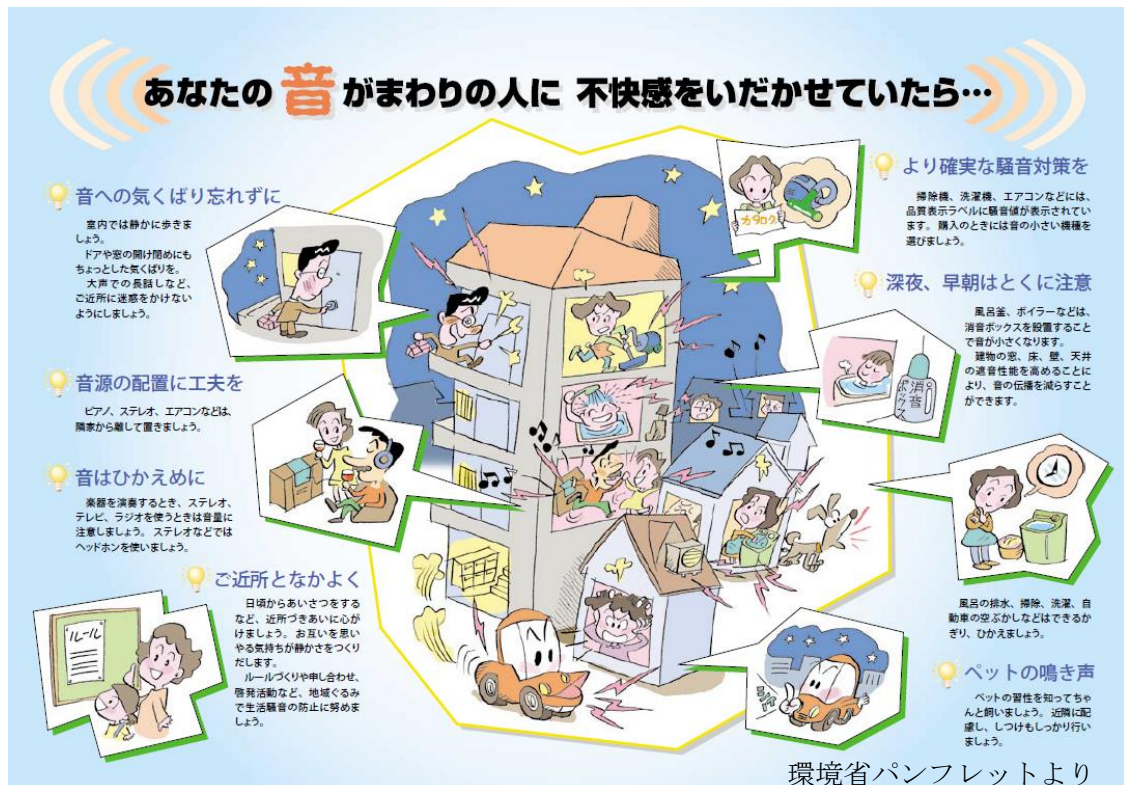 あなたの 音 がまわりの人に 不快感をいだかせていたら…
音への気くばり忘れずに
室内では静かに歩きま
しょう。
ドアや窓の開け閉めにも
ちょっとした気くばりを。
大声での長話しなど、
ご近所に迷惑をかけない
ようにしましょう。
音源の配置に工夫を
ピアノ、ステレオ、エアコンなどは、
隣家から離して置きましょう。
音はひかえめに
楽器を演奏するとき、ステレオ、
テレビ、ラジオを使うときは音量に
注意しましょう。ステレオなどでは
ヘッドホンを使いましょう。
ご近所となかよく
日頃からあいさつをする
など、近所づきあいに心が
けましょう。お互いを思い
やる気持ちが静かさをつくり
だします。
ルールづくりや申し合わせ、
啓発活動など、地域ぐるみ
で生活騒音の防止に努めま
しょう。
ルール
カタログ
より確実な騒音対策を
掃除機、洗濯機、エアコンなどには、
品質表示ラベルに騒音値が表示されてい
ます。購入のときには音の小さい機種を
選びましょう。
深夜、早朝はとくに注意
風呂釜、ボイラーなどは、
消音ボックスを設置すること
で音が小さくなります。
建物の窓、床、壁、天井
の遮音性能を高めることに
より、音の伝播を減らすこと
ができます。
消音
ボックス
風呂の排水、掃除、洗濯、自
動車の空ぶかしなどはできるか
ぎり、ひかえましょう。
ペットの鳴き声
ペットの習性を知ってちゃ
んと飼いましょう。近隣に配
慮し、しつけもしっかり行い
ましょう。
環境省パンフレットより